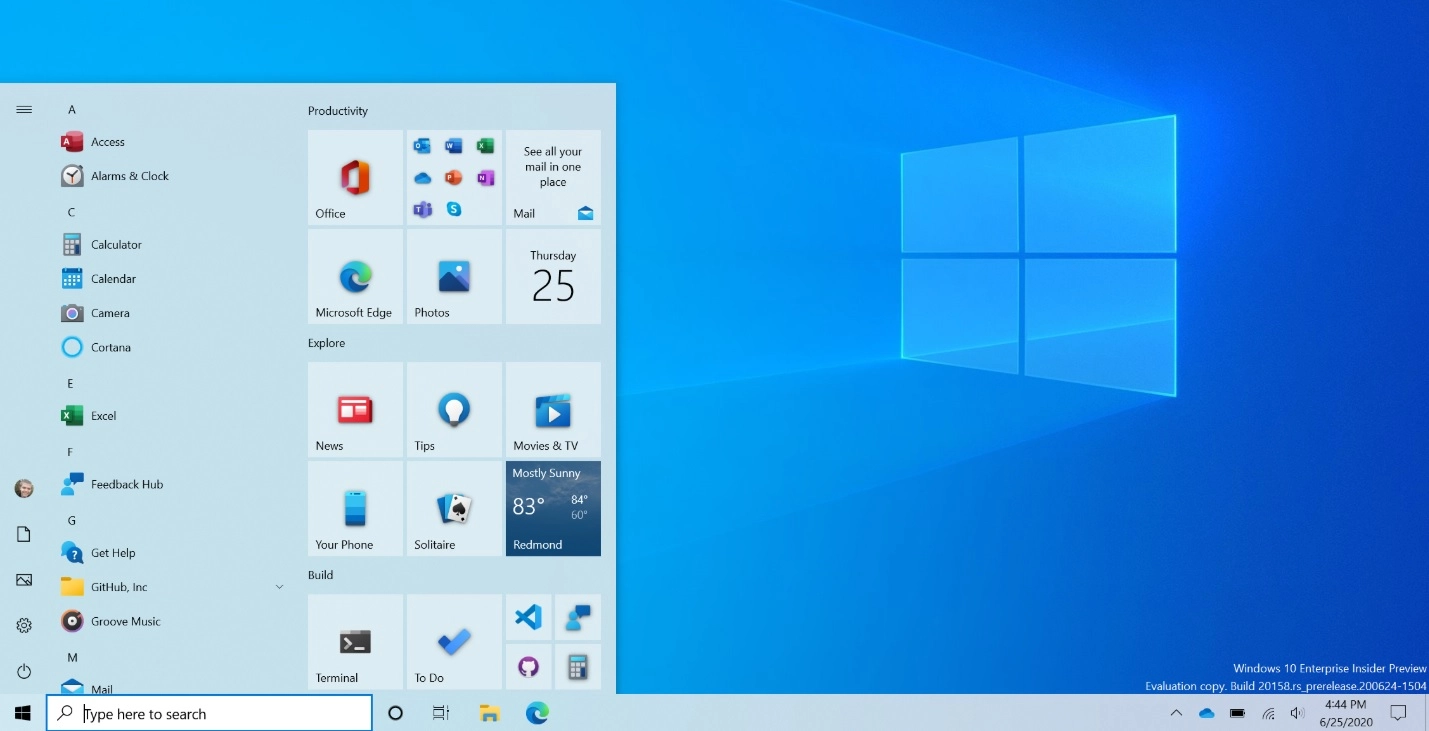 A
Access
Alarms & Clock
C
Calculator
Calendar
Camera
Cortana
E
Excel
F
Feedback Hub
G
Get Help
GitHub, Inc
Groove Music
M
Mail
Productivity
Office
See all your
mail in one
place
Mail
Microsoft Edge
Photos
Thursday
25
Explore
News
Tips
Movies & TV
Your Phone
Solitaire
Mostly Sunny
83°
84°
60°
Redmond
Build
Terminal
To Do
Windows 10 Enterprise Insider Preview
Evaluation copy. Build 20158.rs_prerelease.200624-1504
Type here to search
4:44 PM
6/25/2020